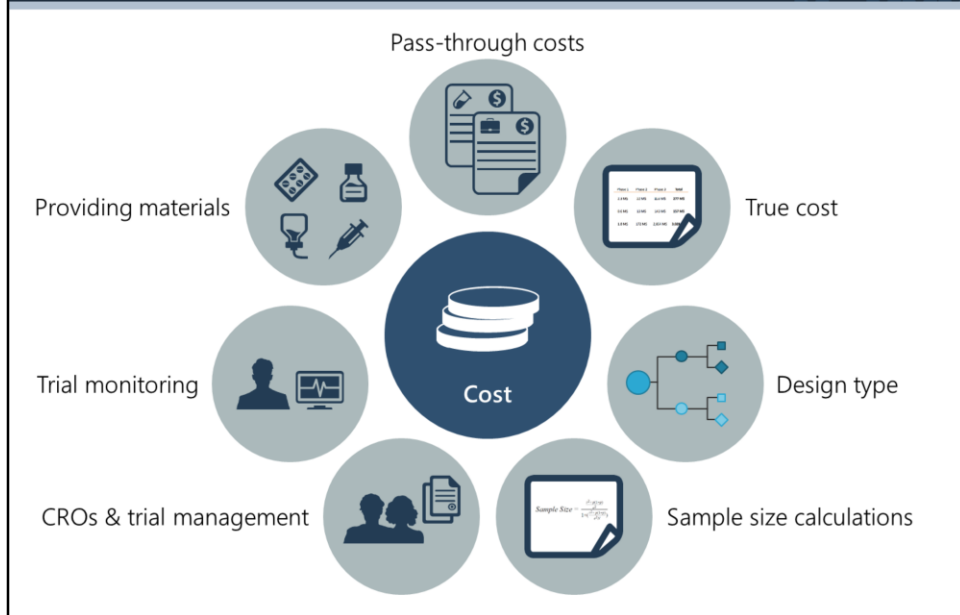 Pass-through costs
Providing materials
True cost
Trial monitoring
Cost
Design type
CROs & trial management
Sample Size =
Sample size calculations